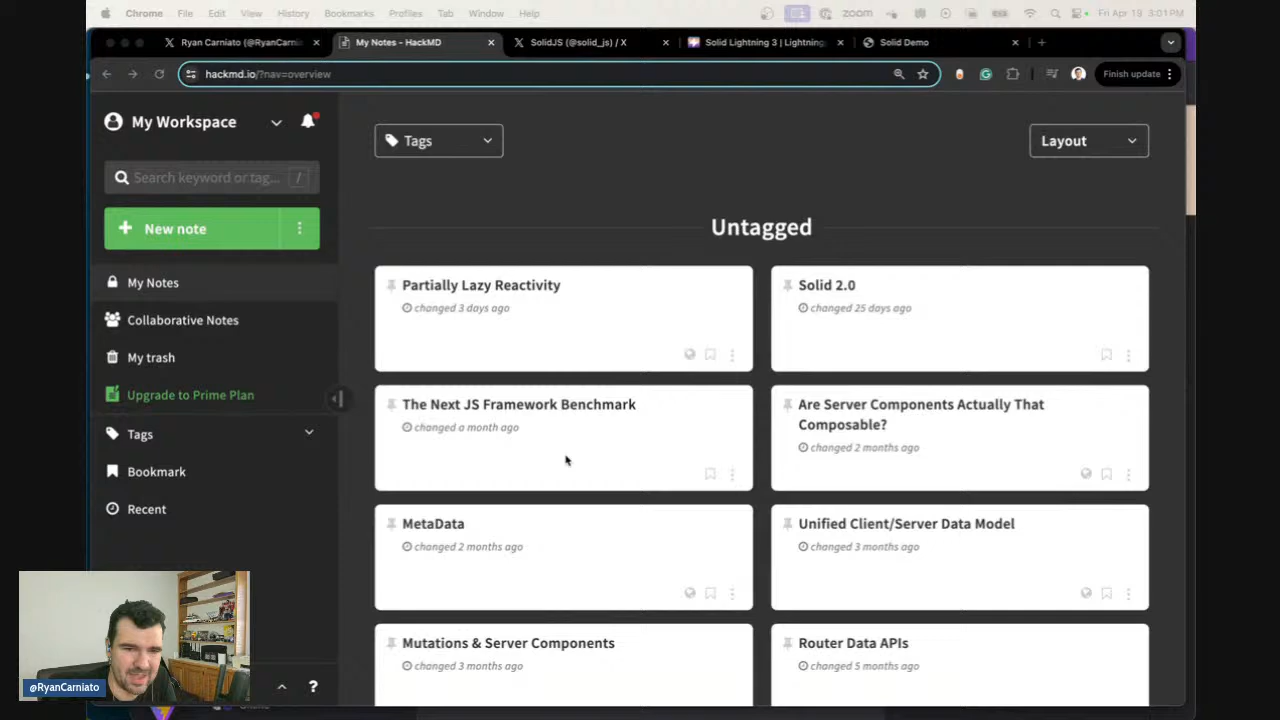 Chrome File Edit View History Bookmarks Profiles Tab Window Help zoom Fri Apr 19 3:01 PM
Ryan Carniato (@RyanCarni My Notes - HackMD SolidJS (@solid_js) / X Solid Lightning 3 | Lightning Solid Demo
hackmd.io/?nav=overview Finish update
My Workspace
Search keyword or tag... /
New note
My Notes
Collaborative Notes
My trash
Upgrade to Prime Plan
Tags
Bookmark
Recent
?
Tags
Layout
Untagged
Partially Lazy Reactivity
changed 3 days ago
Solid 2.0
changed 25 days ago
The Next JS Framework Benchmark
changed a month ago
Are Server Components Actually That
Composable?
changed 2 months ago
MetaData
changed 2 months ago
Unified Client/Server Data Model
changed 3 months ago
Mutations & Server Components
changed 3 months ago
Router Data APIs
changed 5 months ago
@RyanCarniato